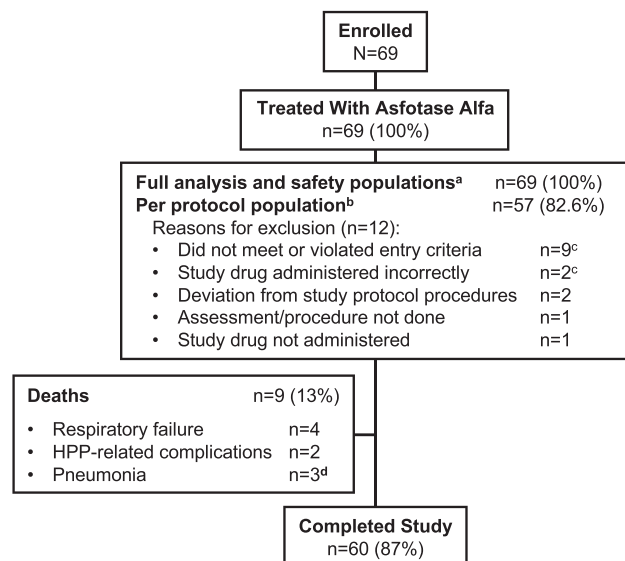 Enrolled
N=69
Treated With Asfotase Alfa
n=69 (100%)
Full analysis and safety populationsᵃ n=69 (100%)
Per protocol populationᵇ n=57 (82.6%)
Reasons for exclusion (n=12):
• Did not meet or violated entry criteria n=9ᶜ
• Study drug administered incorrectly n=2ᶜ
• Deviation from study protocol procedures n=2
• Assessment/procedure not done n=1
• Study drug not administered n=1
Deaths n=9 (13%)
• Respiratory failure n=4
• HPP-related complications n=2
• Pneumonia n=3ᵈ
Completed Study
n=60 (87%)